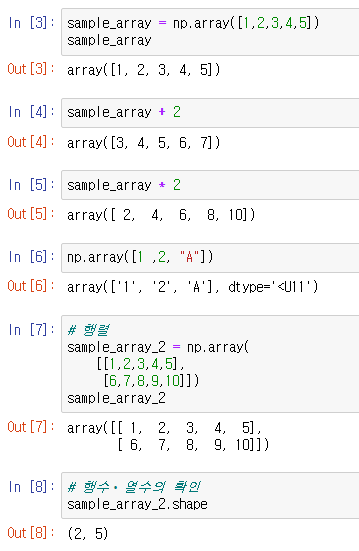 In [3]: sample_array = np.array([1,2,3,4,5])
sample_array
Out[3]: array([1, 2, 3, 4, 5])
In [4]: sample_array + 2
Out[4]: array([3, 4, 5, 6, 7])
In [5]: sample_array * 2
Out[5]: array([ 2,  4,  6,  8, 10])
In [6]: np.array([1 ,2, "A"])
Out[6]: array(['1', '2', 'A'], dtype='<U11')
In [7]: # 행렬
sample_array_2 = np.array(
    [[1,2,3,4,5],
     [6,7,8,9,10]])
sample_array_2
Out[7]: array([[ 1,  2,  3,  4,  5],
       [ 6,  7,  8,  9, 10]])
In [8]: # 행수・열수의 확인
sample_array_2.shape
Out[8]: (2, 5)